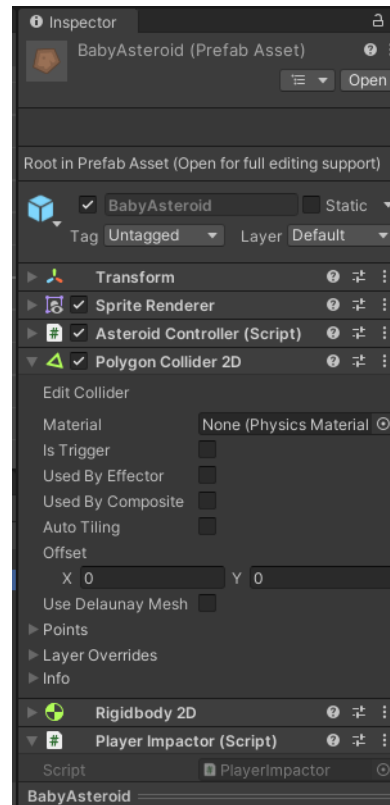 Inspector
BabyAsteroid (Prefab Asset)
Open
Root in Prefab Asset (Open for full editing support)
BabyAsteroid Static
Tag Untagged Layer Default
Transform
Sprite Renderer
# Asteroid Controller (Script)
Polygon Collider 2D
Edit Collider
Material None (Physics Material
Is Trigger
Used By Effector
Used By Composite
Auto Tiling
Offset
X 0 Y 0
Use Delaunay Mesh
Points
Layer Overrides
Info
Rigidbody 2D
# Player Impactor (Script)
Script # PlayerImpactor
BabyAsteroid